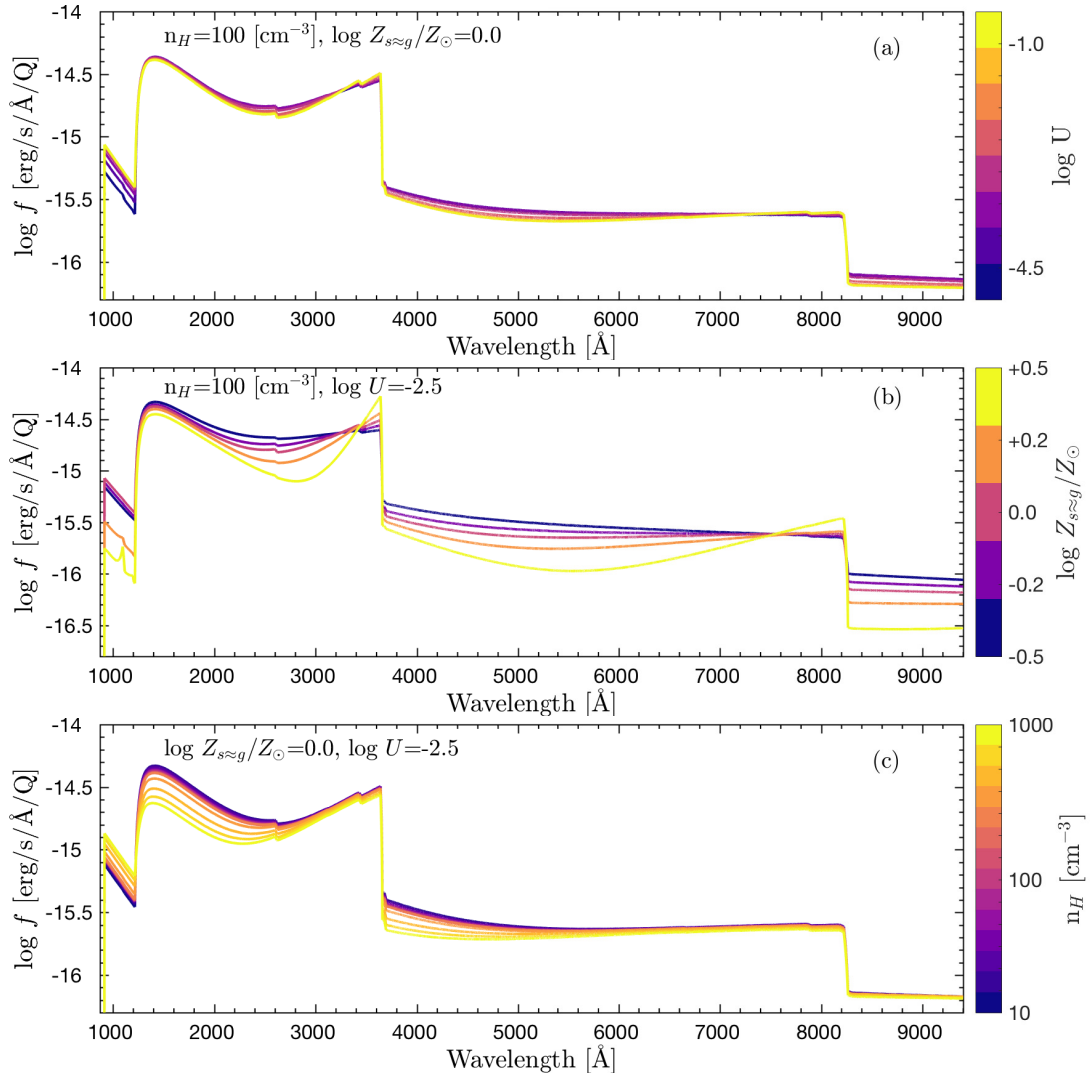 n_H=100 [cm^{-3}], log Z_{s≈g}/Z_⊙=0.0
(a)
-14
-14.5
-15
-15.5
-16
log f [erg/s/Å/Q]
1000 2000 3000 4000 5000 6000 7000 8000 9000
Wavelength [Å]
-1.0
-4.5
log U
n_H=100 [cm^{-3}], log U=-2.5
(b)
-14
-14.5
-15
-15.5
-16
-16.5
log f [erg/s/Å/Q]
1000 2000 3000 4000 5000 6000 7000 8000 9000
Wavelength [Å]
+0.5
+0.2
0.0
-0.2
-0.5
log Z_{s≈g}/Z_⊙
log Z_{s≈g}/Z_⊙=0.0, log U=-2.5
(c)
-14
-14.5
-15
-15.5
-16
log f [erg/s/Å/Q]
1000 2000 3000 4000 5000 6000 7000 8000 9000
Wavelength [Å]
1000
100
10
n_H [cm^{-3}]